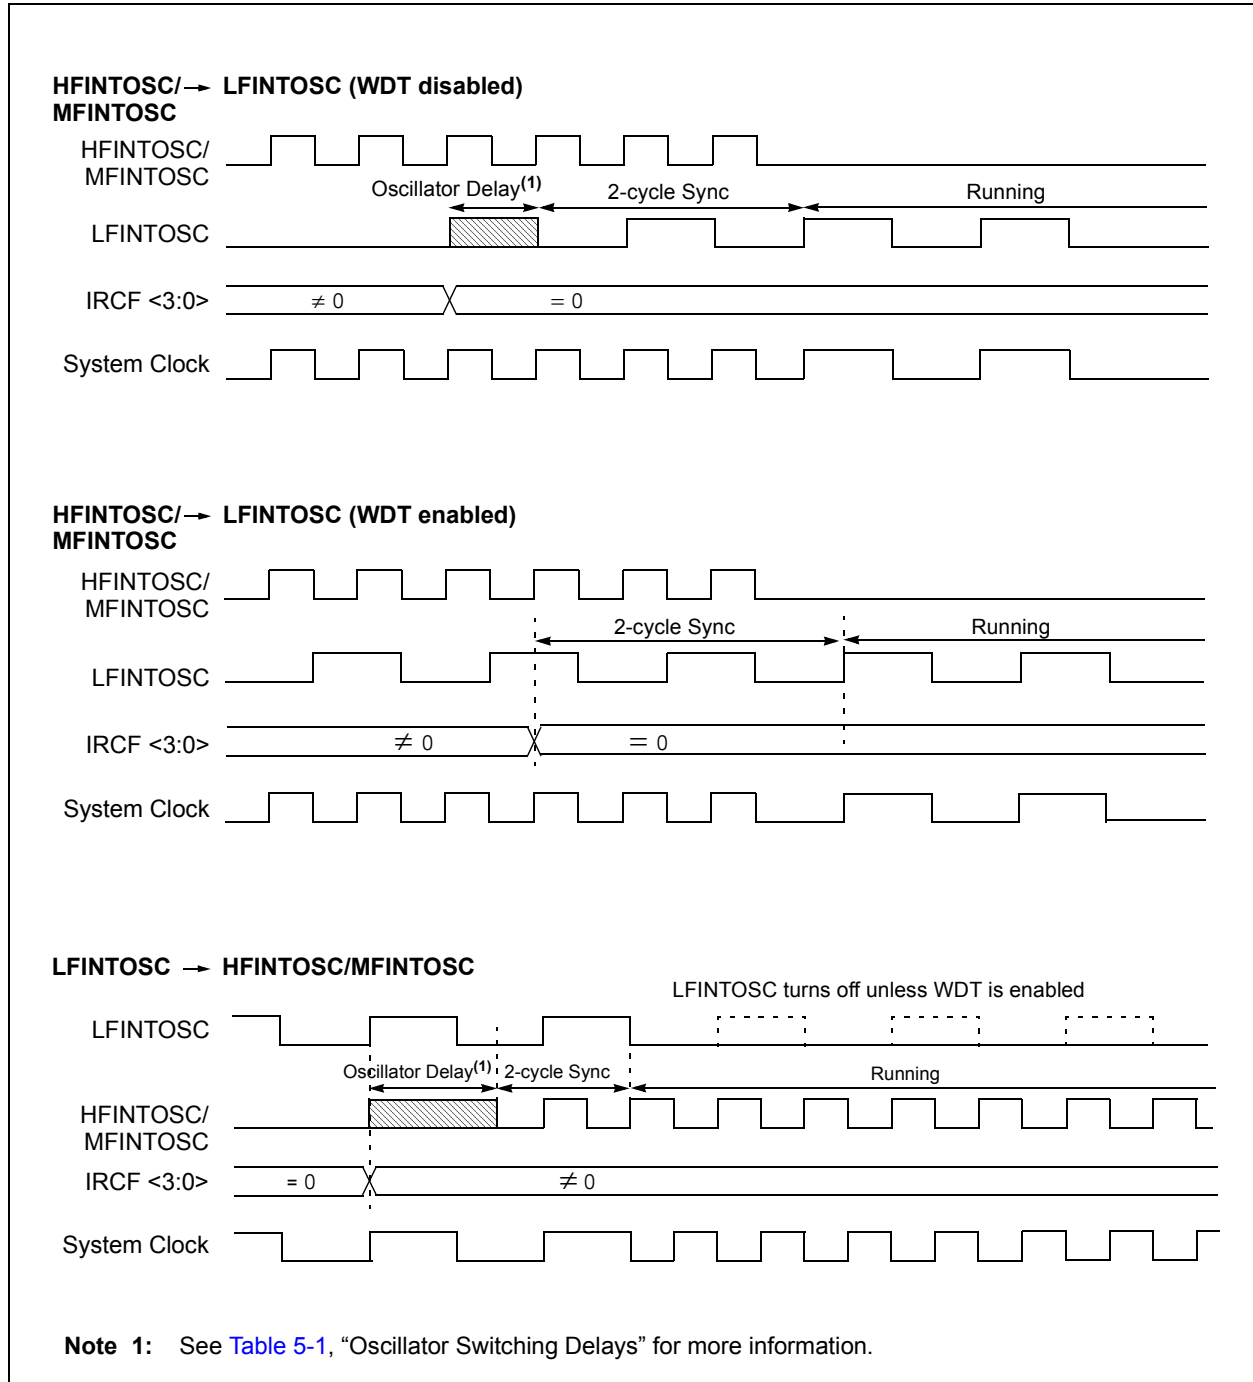 HFINTOSC/→ LFINTOSC (WDT disabled)
MFINTOSC
HFINTOSC/
MFINTOSC
Oscillator Delay(1)
2-cycle Sync
Running
LFINTOSC
IRCF <3:0>
≠ 0
= 0
System Clock
HFINTOSC/→ LFINTOSC (WDT enabled)
MFINTOSC
HFINTOSC/
MFINTOSC
2-cycle Sync
Running
LFINTOSC
IRCF <3:0>
≠ 0
= 0
System Clock
LFINTOSC → HFINTOSC/MFINTOSC
LFINTOSC turns off unless WDT is enabled
LFINTOSC
Oscillator Delay(1)
2-cycle Sync
Running
HFINTOSC/
MFINTOSC
IRCF <3:0>
= 0
≠ 0
System Clock
Note 1: See Table 5-1, “Oscillator Switching Delays” for more information.